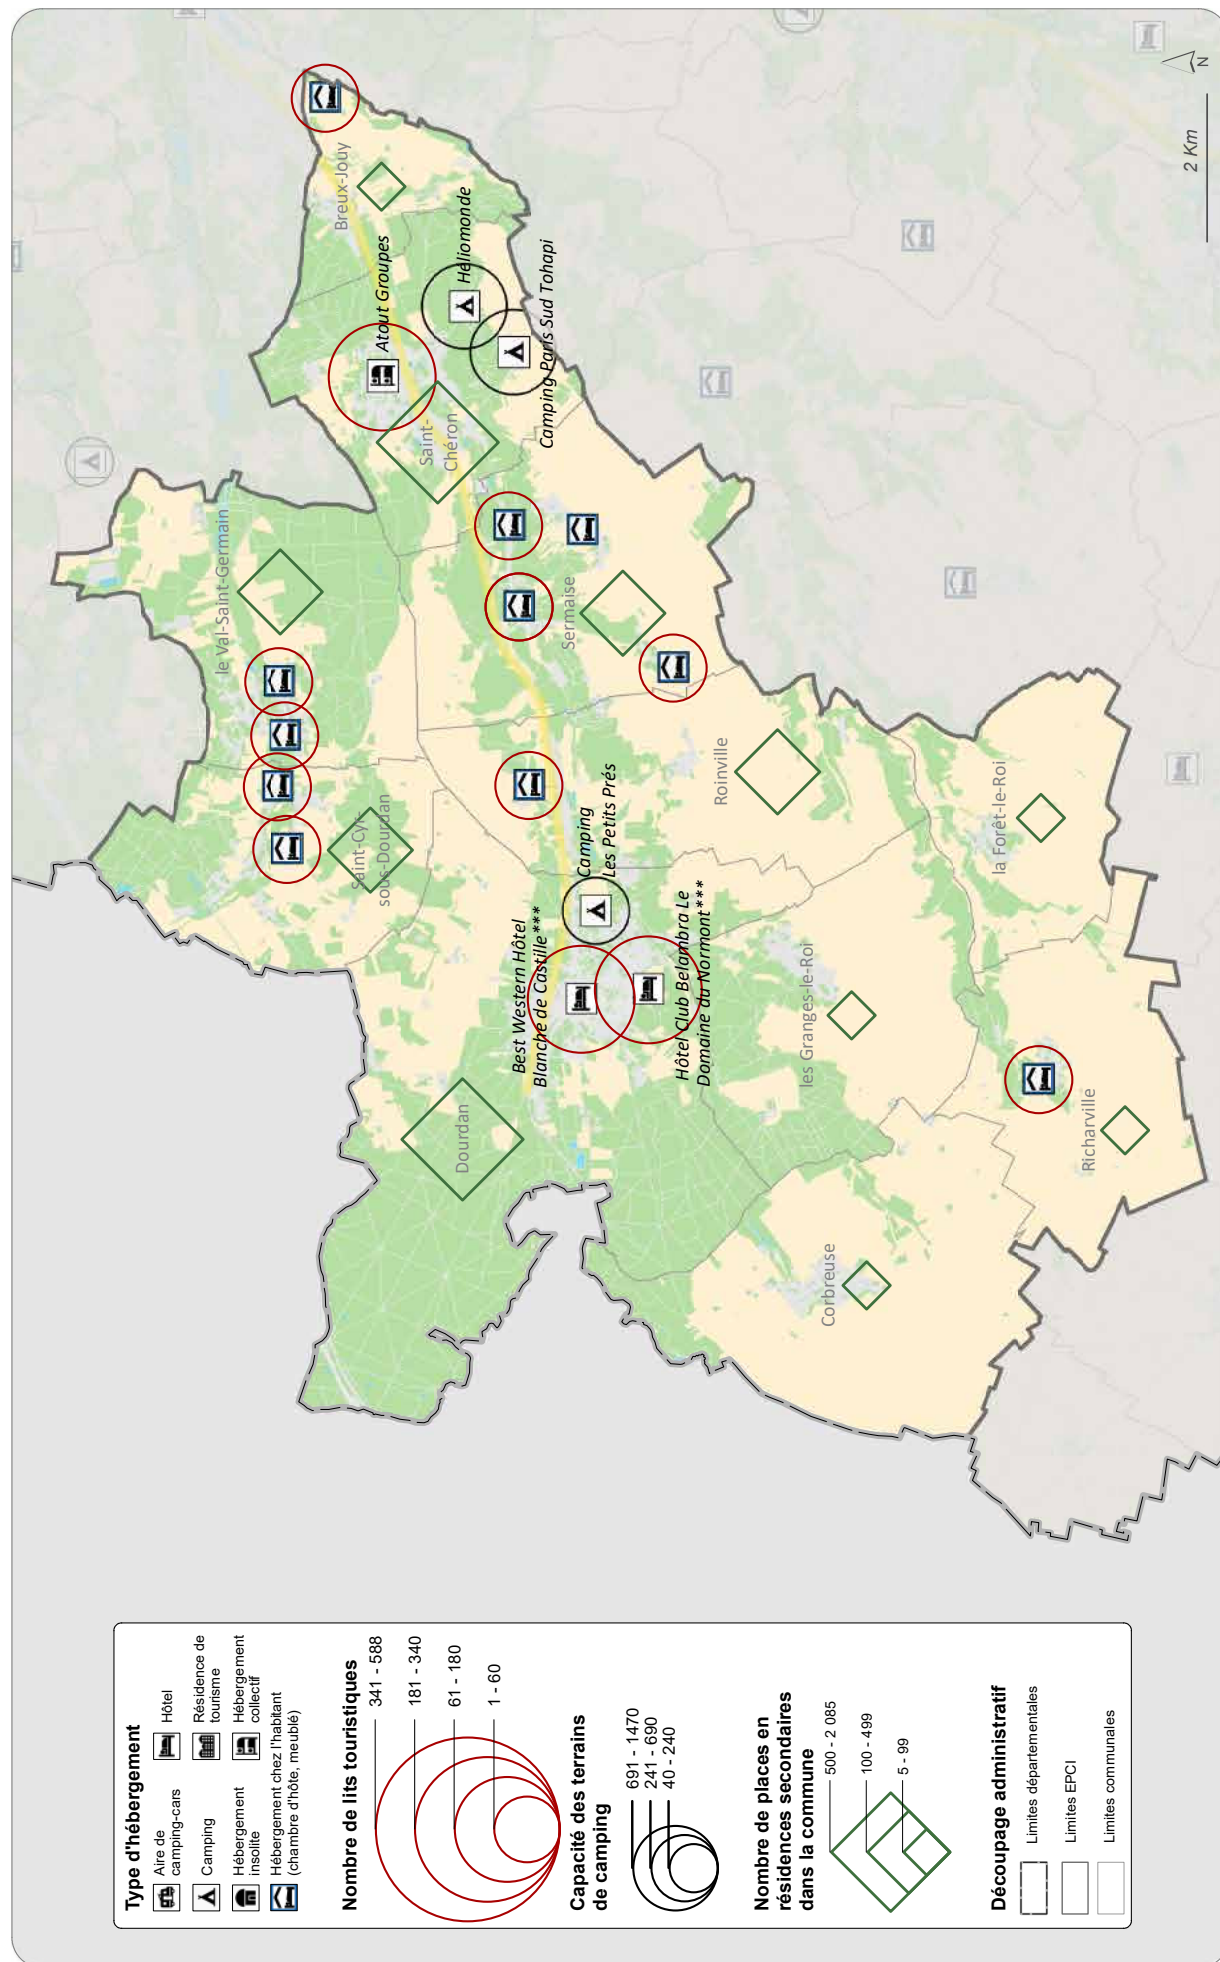 Breux-Jouy
Atout Groupes
Héliomonde
Camping Paris Sud Tohapi
Saint-
Chéron
le Val-Saint-Germain
Sermaise
Saint-Cyr-
sous-Dourdan
Roinville
Camping
Les Petits Prés
la Forêt-le-Roi
Best Western Hôtel
Blanche de Castille***
Hôtel Club Belambra Le
Domaine du Normont***
les Granges-le-Roi
Dourdan
Richarville
Corbreuse
N
2 Km
Type d'hébergement
Aire de
camping-cars
Camping
Hébergement
insolite
Hôtel
Résidence de
tourisme
Hébergement
collectif
Hébergement chez l'habitant
(chambre d'hôte, meublé)
Nombre de lits touristiques
341 - 588
181 - 340
61 - 180
1 - 60
Capacité des terrains
de camping
691 - 1470
241 - 690
40 - 240
Nombre de places en
résidences secondaires
dans la commune
500 - 2 085
100 - 499
5 - 99
Découpage administratif
Limites départementales
Limites EPCI
Limites communales